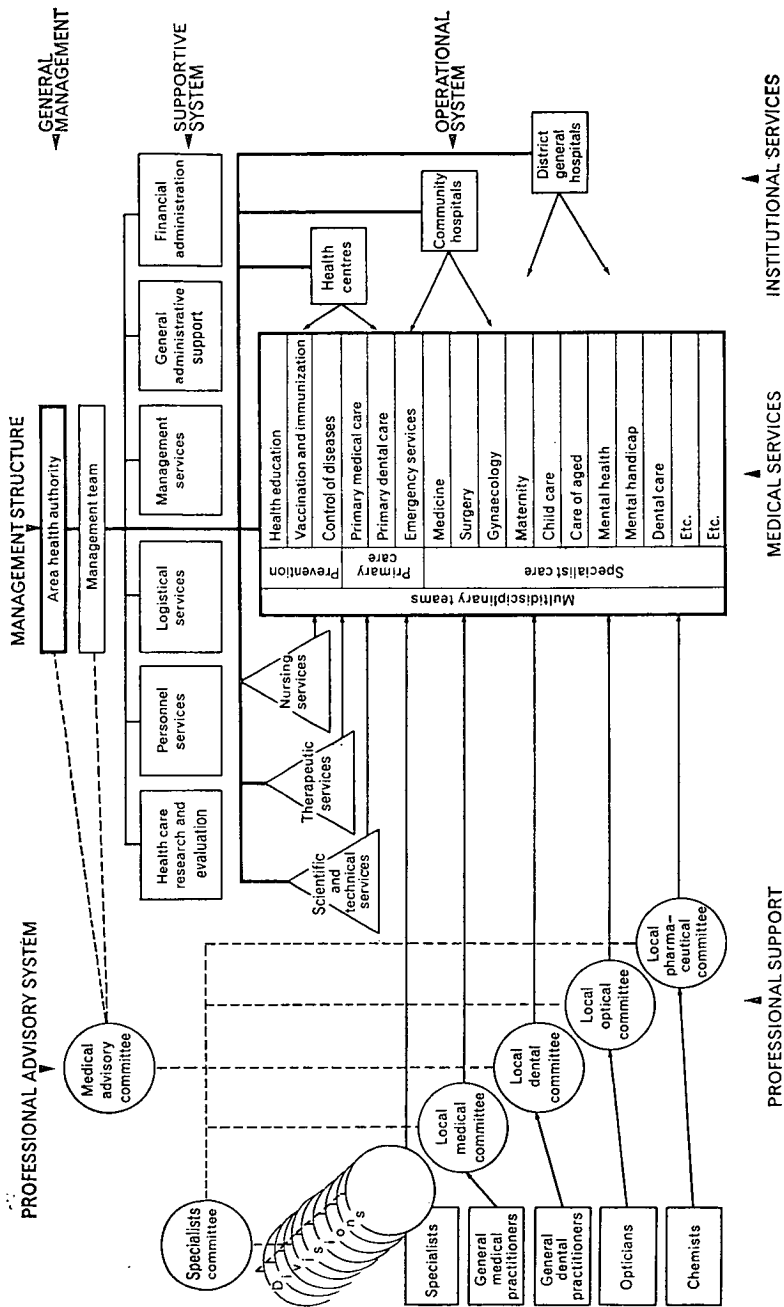 PROFESSIONAL ADVISORY SYSTEM
MANAGEMENT STRUCTURE
GENERAL
MANAGEMENT
Medical
advisory
committee
Area health authority
Management team
SUPPORTIVE
SYSTEM
Health care
research and
evaluation
Personnel
services
Logistical
services
Management
services
General
administrative
support
Financial
administration
Specialists
committee
Divisions
Scientific
and
technical
services
Therapeutic
services
Nursing
services
OPERATIONAL
SYSTEM
Multidisciplinary teams
Prevention
Primary
care
Specialist care
Health education
Vaccination and immunization
Control of diseases
Primary medical care
Primary dental care
Emergency services
Medicine
Surgery
Gynaecology
Maternity
Child care
Care of aged
Mental health
Mental handicap
Dental care
Etc.
Etc.
Health
centres
Community
hospitals
District
general
hospitals
Local
medical
committee
Local
dental
committee
Local
optical
committee
Local
pharma-
ceutical
committee
Specialists
General
medical
practitioners
General
dental
practitioners
Opticians
Chemists
PROFESSIONAL SUPPORT
MEDICAL SERVICES
INSTITUTIONAL SERVICES